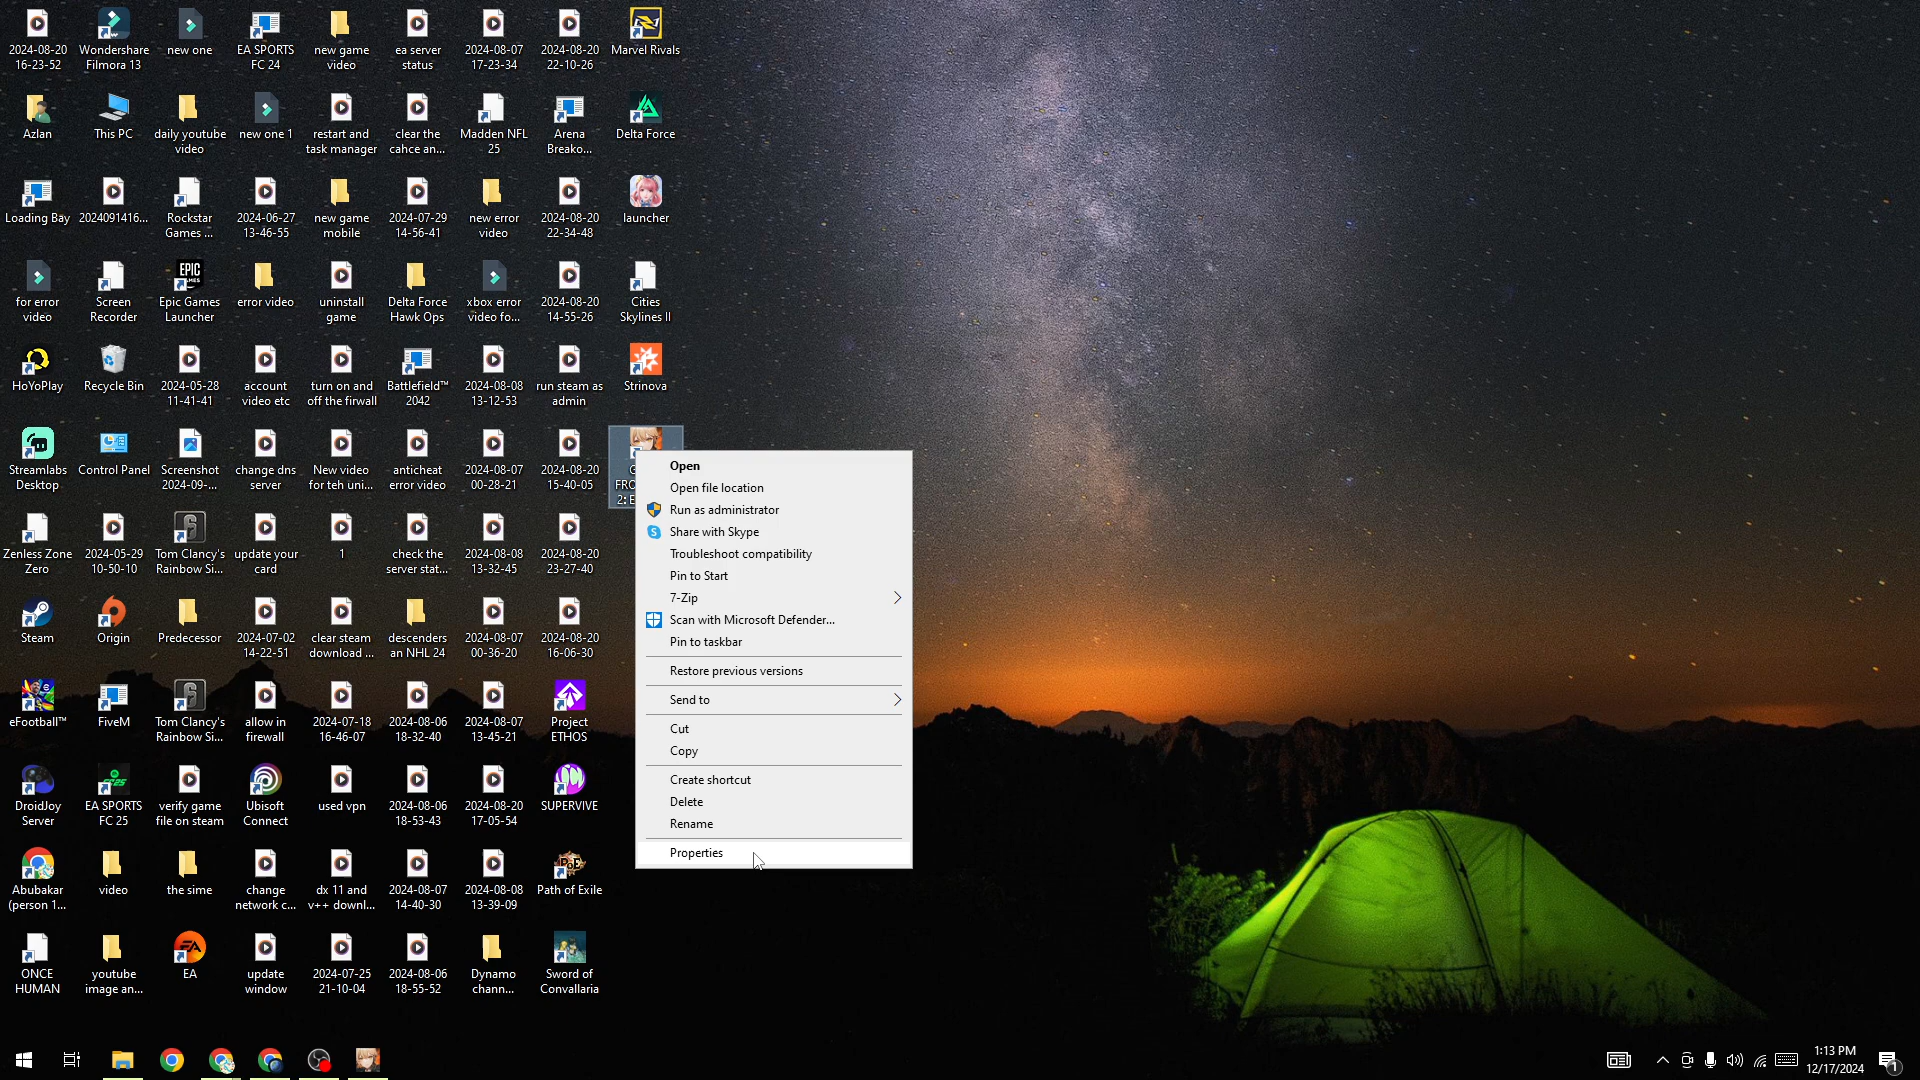 2024-08-20
16-23-52
Wondershare
Filmora 13
new one
EA SPORTS
FC 24
new game
video
ea server
status
2024-08-07
17-23-34
2024-08-20
22-10-26
Marvel Rivals
Azlan
This PC
daily youtube
video
new one 1
restart and
task manager
clear the
cahce an...
Madden NFL
25
Arena
Breako...
Delta Force
Loading Bay
2024091416...
Rockstar
Games ...
2024-06-27
13-46-55
new game
mobile
2024-07-29
14-56-41
new error
video
2024-08-20
22-34-48
launcher
for error
video
Screen
Recorder
EPIC
GAMES
Epic Games
Launcher
error video
uninstall
game
Delta Force
Hawk Ops
xbox error
video fo...
2024-08-20
14-55-26
Cities
Skylines II
HoYoPlay
Recycle Bin
2024-05-28
11-41-41
account
video etc
turn on and
off the firwall
Battlefield™
2042
2024-08-08
13-12-53
run steam as
admin
Strinova
Streamlabs
Desktop
Control Panel
Screenshot
2024-09-...
change dns
server
New video
for teh uni...
anticheat
error video
2024-08-07
00-28-21
2024-08-20
15-40-05
G
FRO
2: E
Zenless Zone
Zero
2024-05-29
10-50-10
Tom Clancy's
Rainbow Si...
update your
card
1
check the
server stat...
2024-08-08
13-32-45
2024-08-20
23-27-40
Steam
Origin
Predecessor
2024-07-02
14-22-51
clear steam
download ...
descenders
an NHL 24
2024-08-07
00-36-20
2024-08-20
16-06-30
eFootball™
FiveM
Tom Clancy's
Rainbow Si...
allow in
firewall
2024-07-18
16-46-07
2024-08-06
18-32-40
2024-08-07
13-45-21
Project
ETHOS
DroidJoy
Server
EA SPORTS
FC 25
verify game
file on steam
Ubisoft
Connect
used vpn
2024-08-06
18-53-43
2024-08-20
17-05-54
SUPERVIVE
Abubakar
(person 1...
video
the sime
change
network c...
dx 11 and
v++ downl...
2024-08-07
14-40-30
2024-08-08
13-39-09
Path of Exile
ONCE
HUMAN
youtube
image an...
EA
update
window
2024-07-25
21-10-04
2024-08-06
18-55-52
Dynamo
chann...
Sword of
Convallaria
Open
Open file location
Run as administrator
Share with Skype
Troubleshoot compatibility
Pin to Start
7-Zip
Scan with Microsoft Defender...
Pin to taskbar
Restore previous versions
Send to
Cut
Copy
Create shortcut
Delete
Rename
Properties
1:13 PM
12/17/2024
1